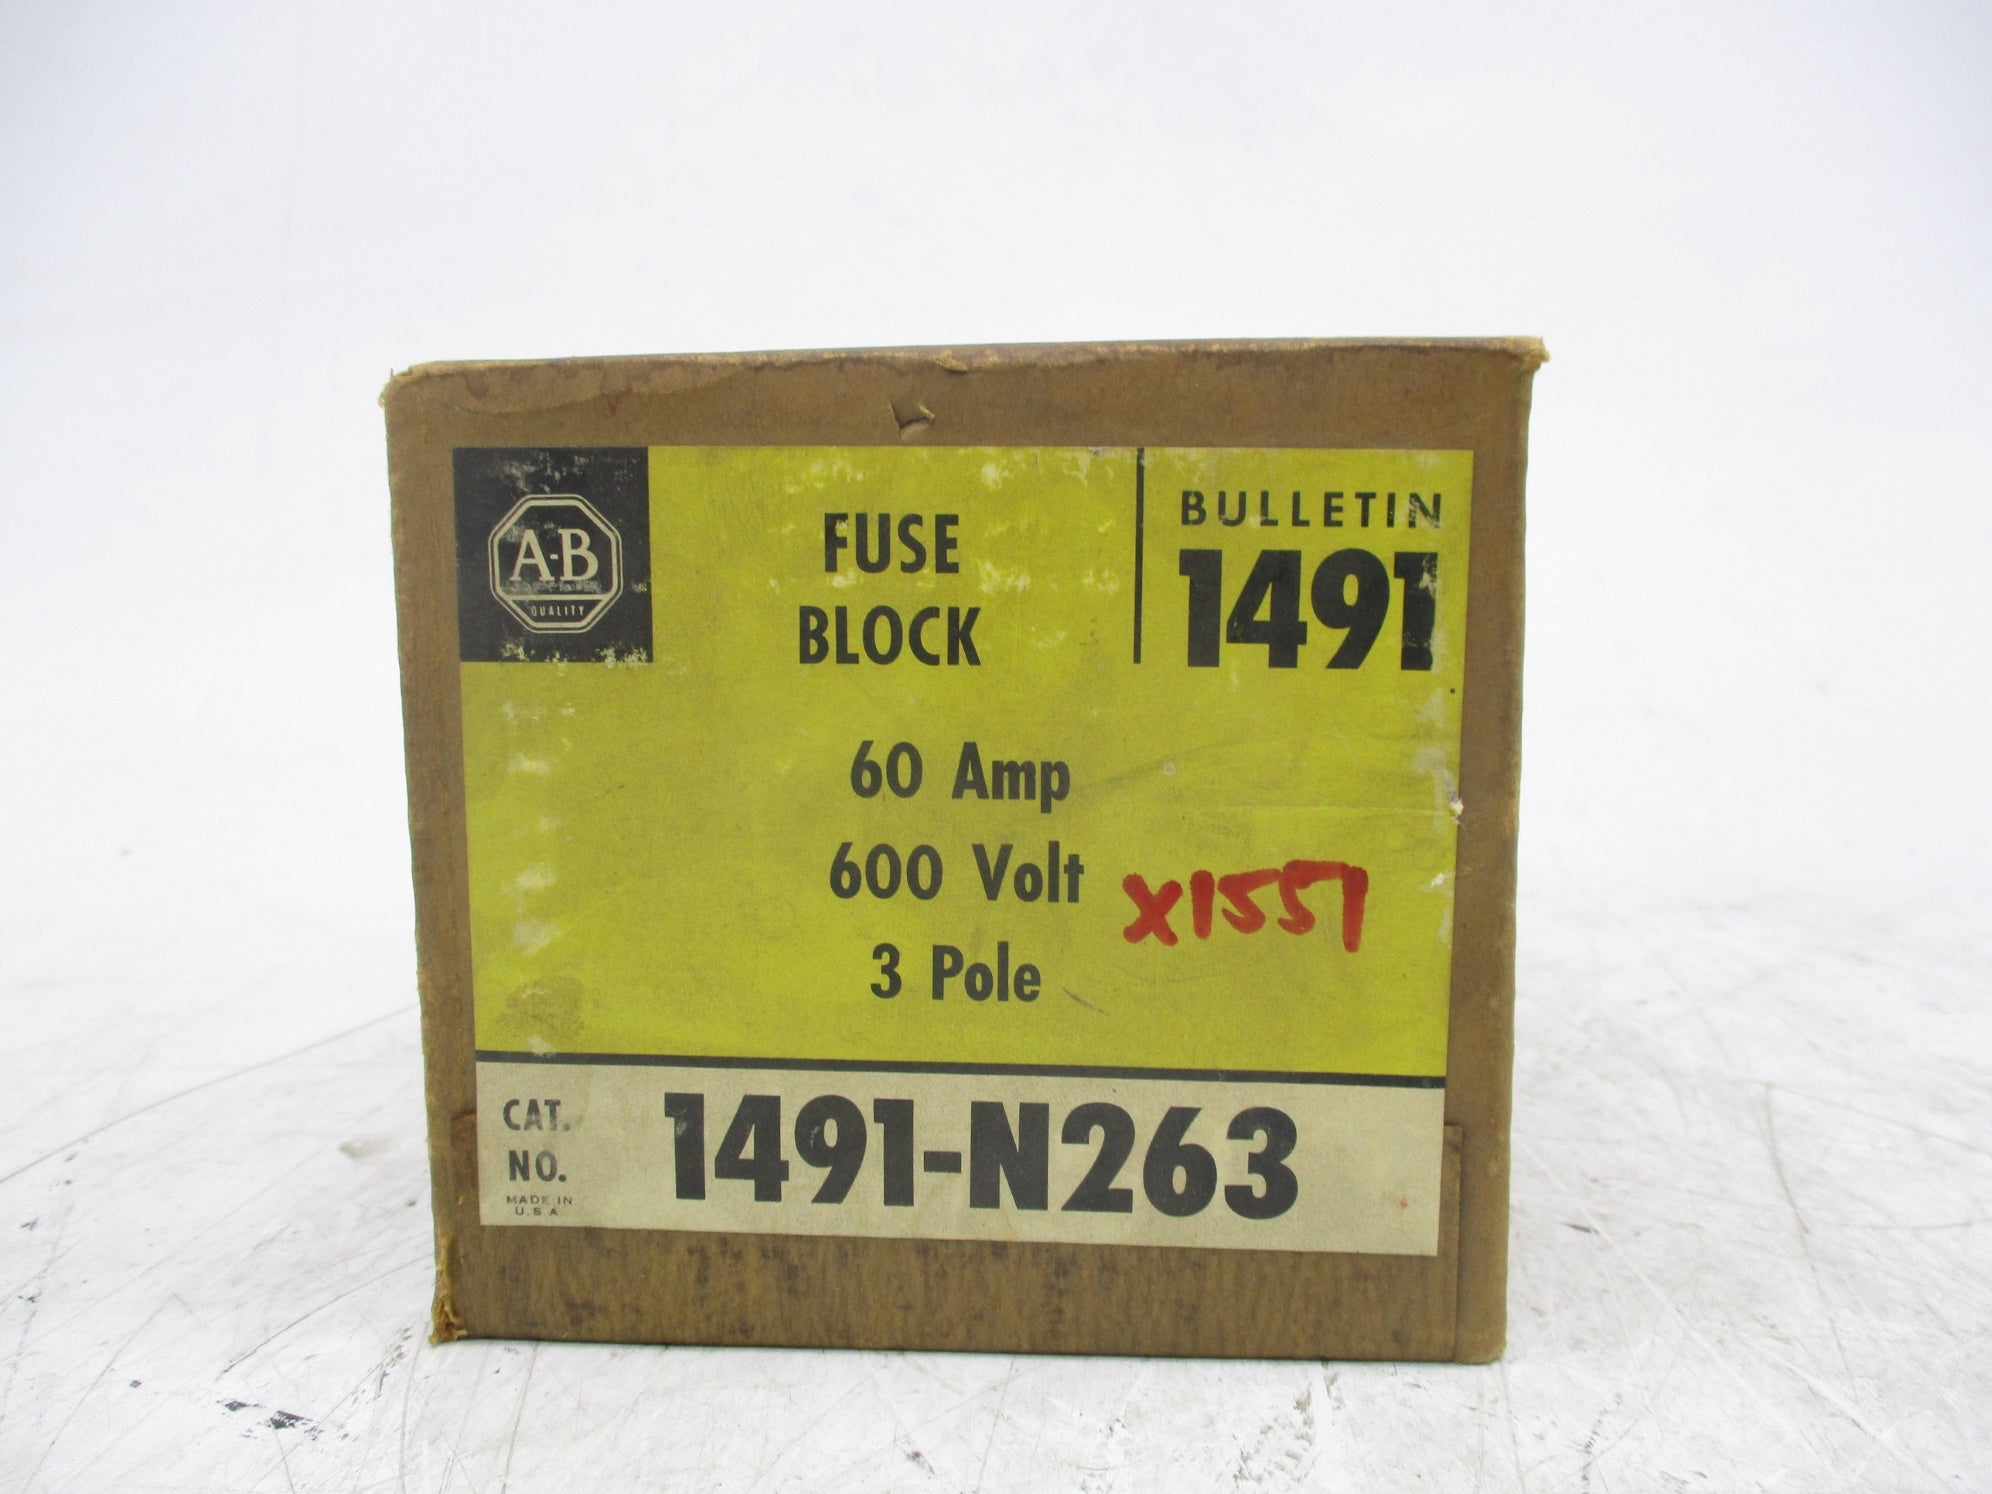 A-B
QUALITY
FUSE
BLOCK
BULLETIN
1491
60 Amp
600 Volt
X1551
3 Pole
CAT.
NO.
MADE IN
U.S.A
1491-N263